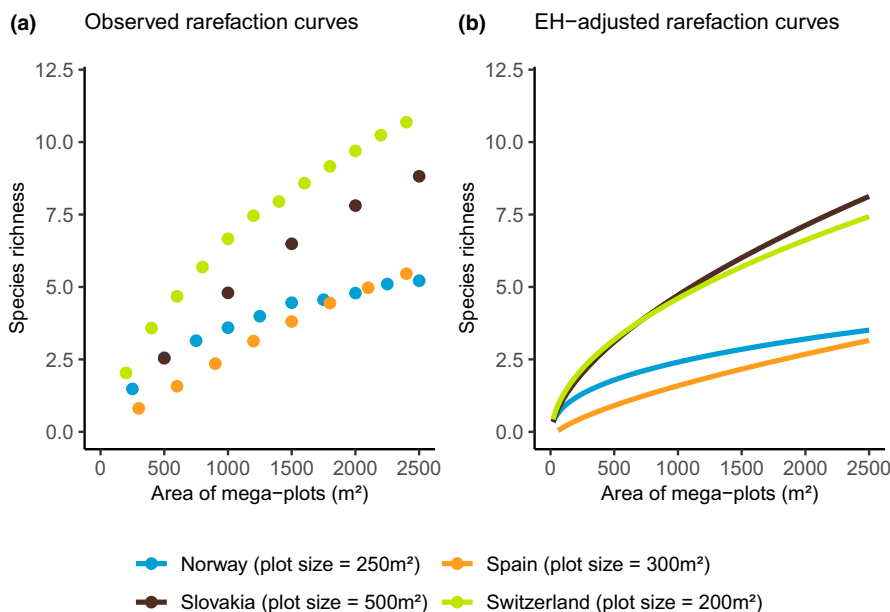 (a) Observed rarefaction curves
Species richness
12.5
10.0
7.5
5.0
2.5
0.0
0 500 1000 1500 2000 2500
Area of mega−plots (m²)
(b) EH−adjusted rarefaction curves
Species richness
12.5
10.0
7.5
5.0
2.5
0.0
0 500 1000 1500 2000 2500
Area of mega−plots (m²)
Norway (plot size = 250m²)
Spain (plot size = 300m²)
Slovakia (plot size = 500m²)
Switzerland (plot size = 200m²)